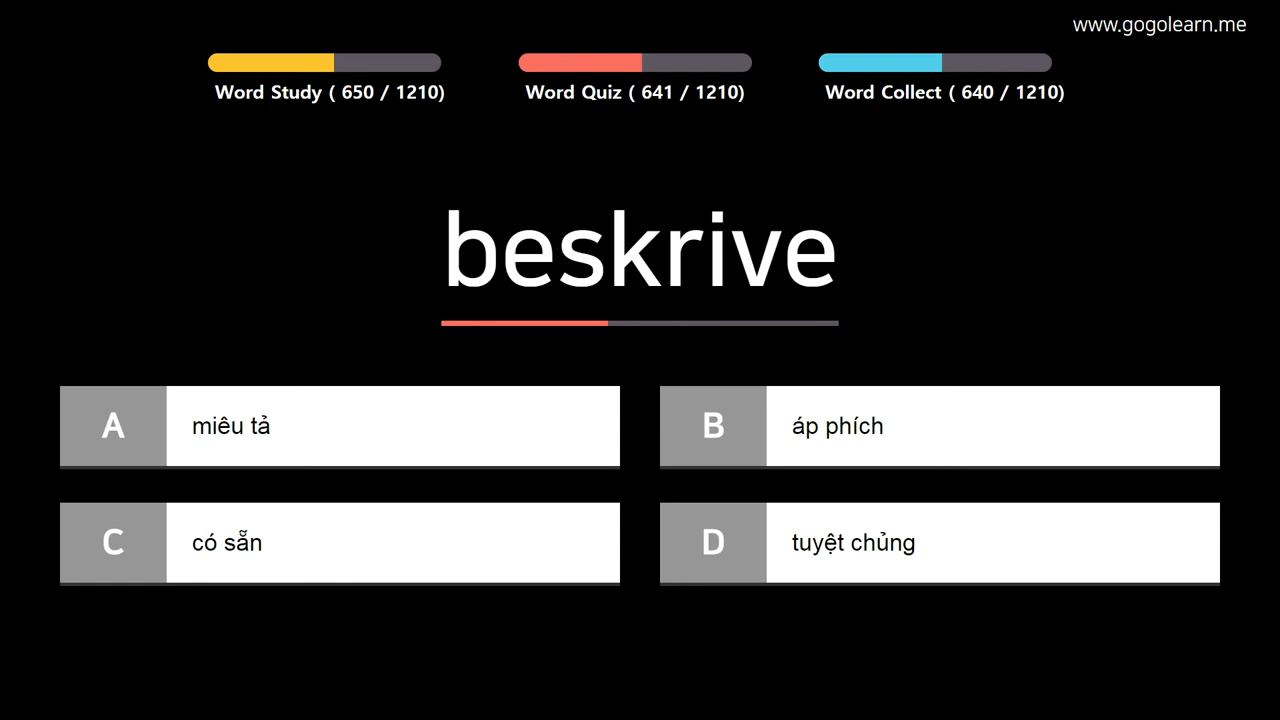 www.gogolearn.me
Word Study ( 650 / 1210)
Word Quiz ( 641 / 1210)
Word Collect ( 640 / 1210)
beskrive
A miêu tả
B áp phích
C có sẵn
D tuyệt chủng